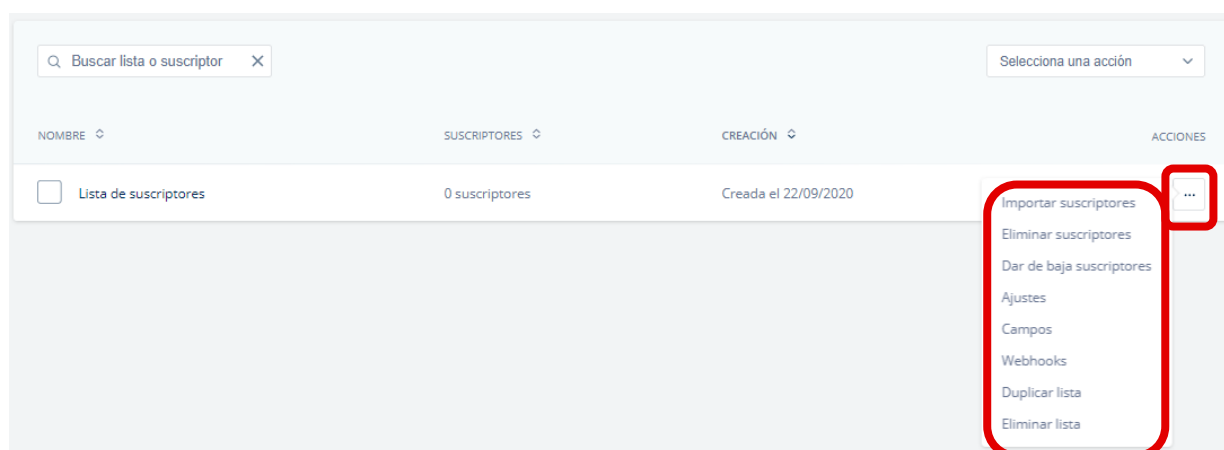 Buscar lista o suscriptor
Selecciona una acción
NOMBRE SUSCRIPTORES CREACIÓN ACCIONES
Lista de suscriptores 0 suscriptores Creada el 22/09/2020 ...
Importar suscriptores
Eliminar suscriptores
Dar de baja suscriptores
Ajustes
Campos
Webhooks
Duplicar lista
Eliminar lista